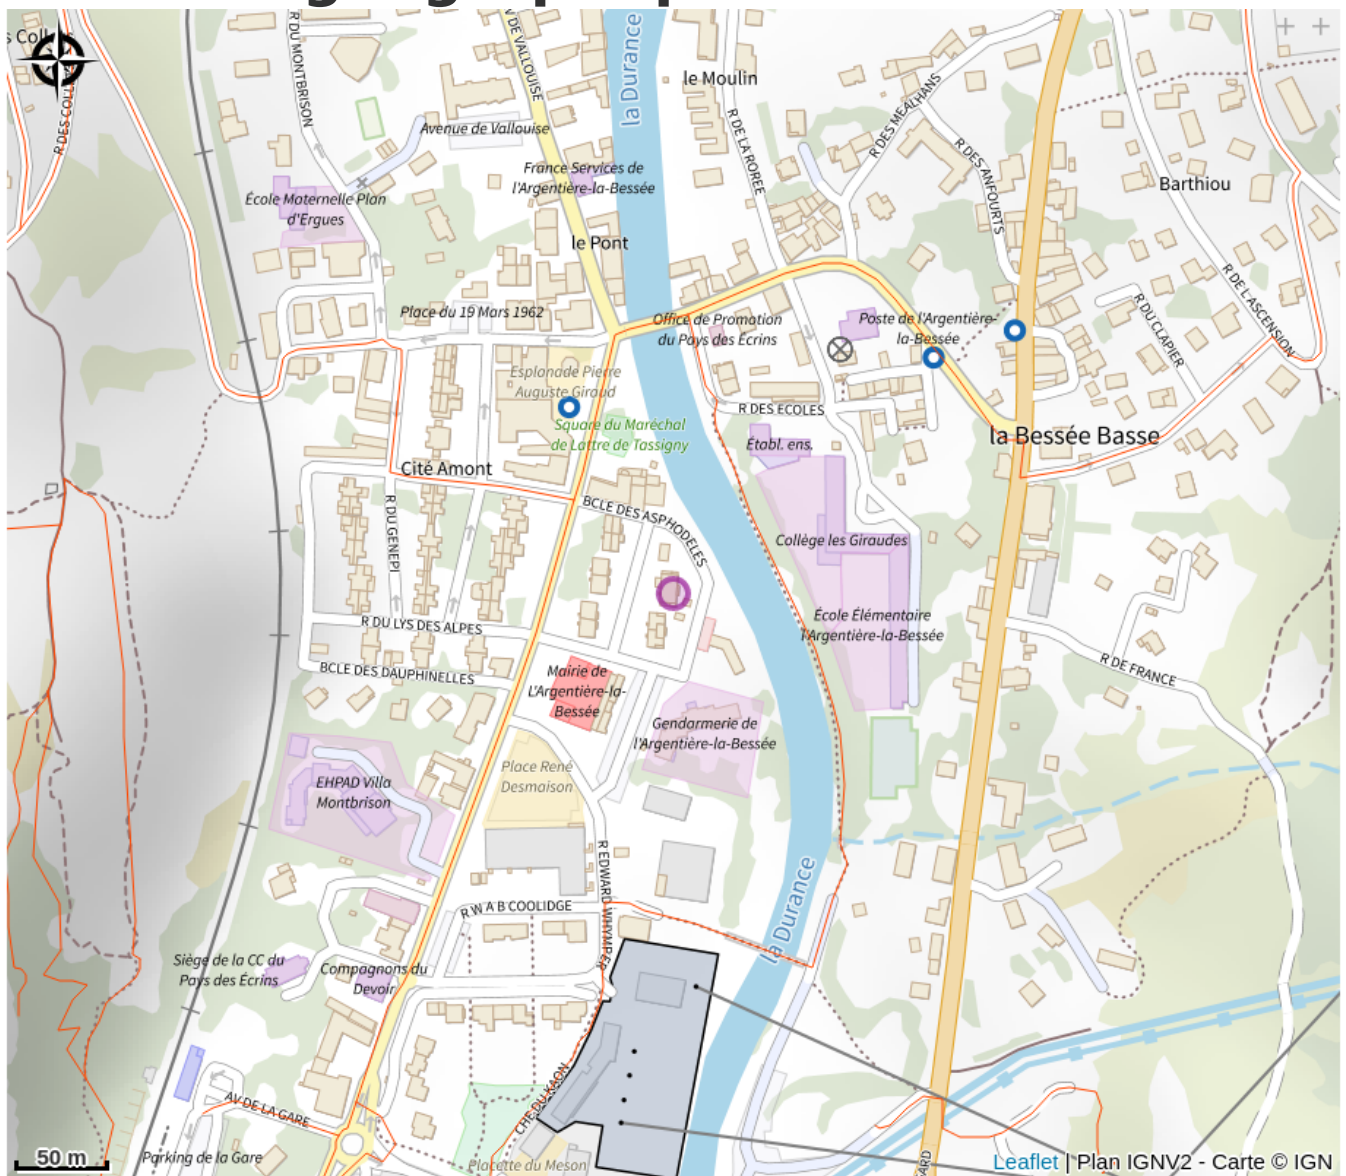 la Durance
le Moulin
R DU MONTBRISON
V DE VALLOUISE
R DES COLL
Avenue de Vallouise
R DE LA ROREE
R DES MEALHANS
R DES ANFOURTS
France Services de
l'Argentière-la-Bessée
École Maternelle Plan
d'Ergues
Barthiou
le Pont
R DE L'ASCENSION
R DU CLAPIER
Place du 19 Mars 1962
Office de Promotion
du Pays des Écrins
Poste de l'Argentière-
la-Bessée
Esplanade Pierre
Auguste Giraud
R DES ECOLES
Square du Maréchal
de Lattre de Tassigny
Établ. ens.
la Bessée Basse
Cité Amont
R DU GENEPI
BCLE DES ASPHODELES
Collège les Giraudes
École Élémentaire
l'Argentière-la-Bessée
R DU LYS DES ALPES
BCLE DES DAUPHINELLES
R DE FRANCE
Mairie de
L'Argentière-la-
Bessée
Gendarmerie de
l'Argentière-la-Bessée
Place René
Desmaison
EHPAD Villa
Montbrison
R EDWARD WHYMPER
R W A B COOLIDGE
la Durance
Siège de la CC du
Pays des Écrins
Compagnons du
Devoir
CHE DU KAON
AV DE LA GARE
Parking de la Gare
Placette du Meson
50 m
Leaflet | Plan IGNV2 - Carte © IGN